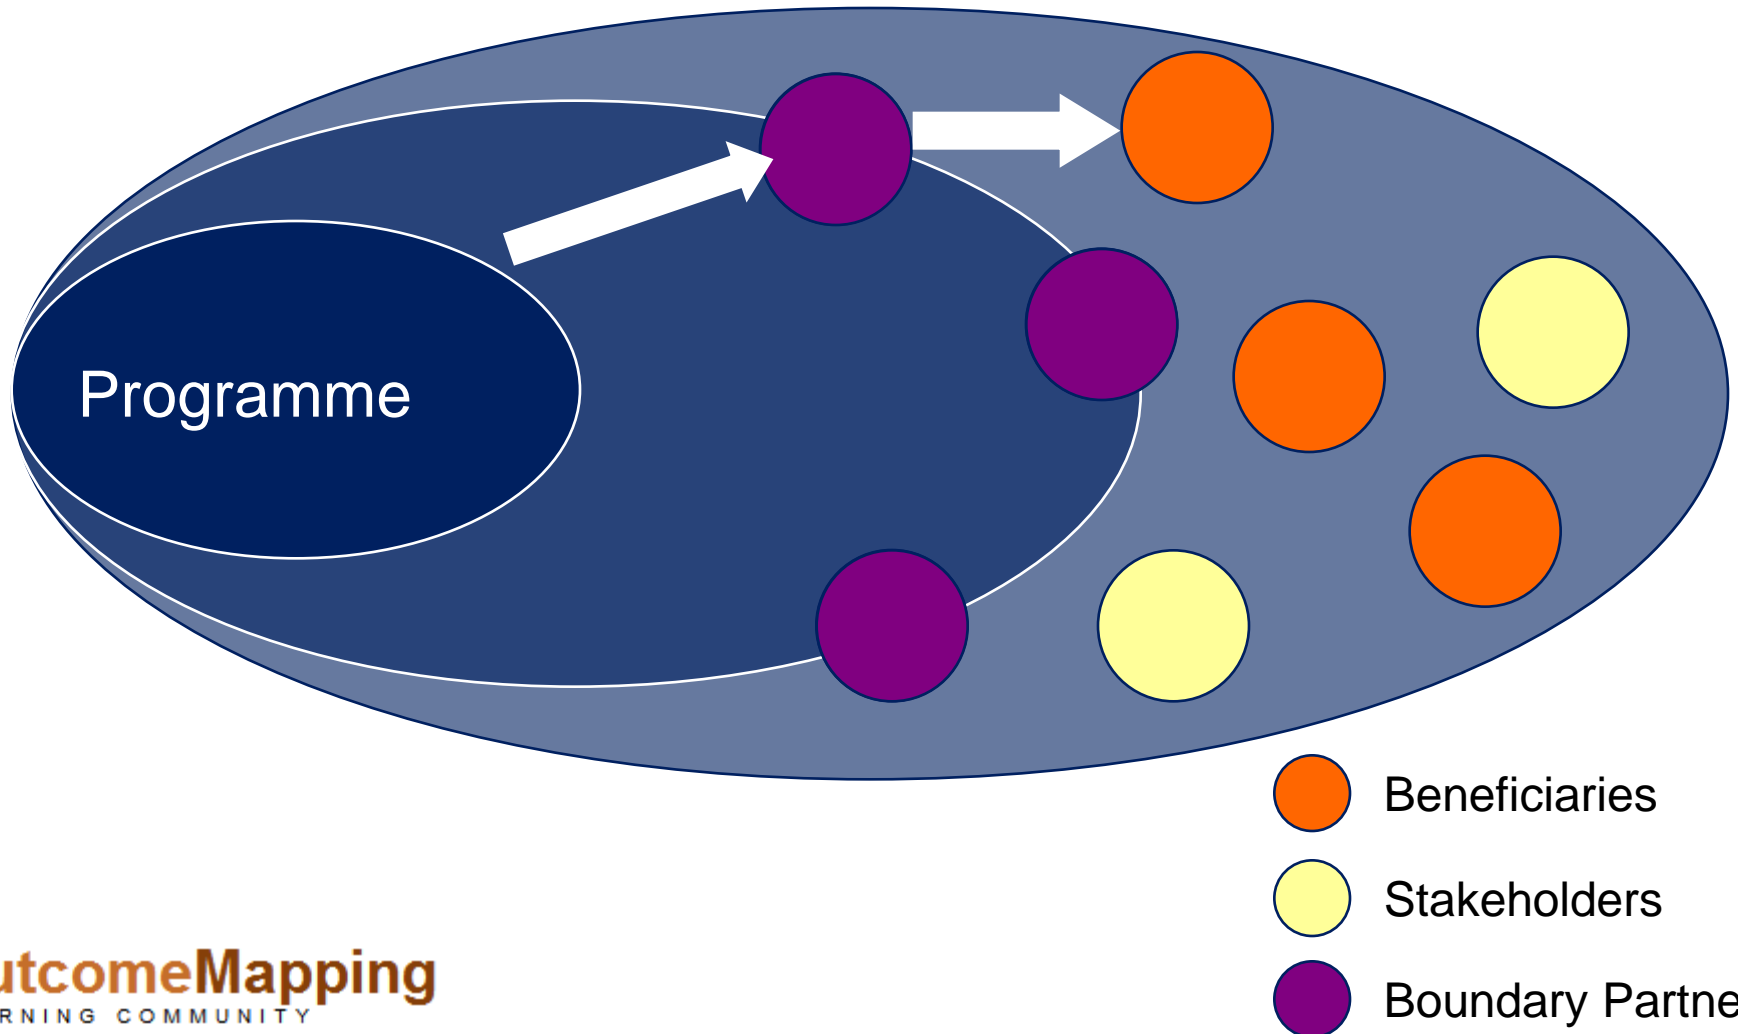 Programme
Beneficiaries
Stakeholders
Boundary Partne
utcomeMapping
RNING COMMUNITY